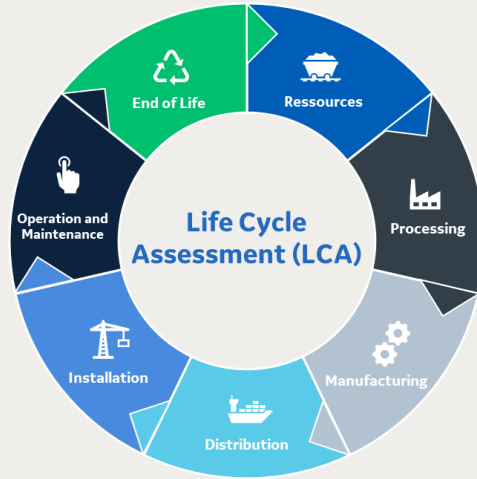 Life Cycle
Assessment (LCA)
Ressources
Processing
Manufacturing
Distribution
Installation
Operation and
Maintenance
End of Life